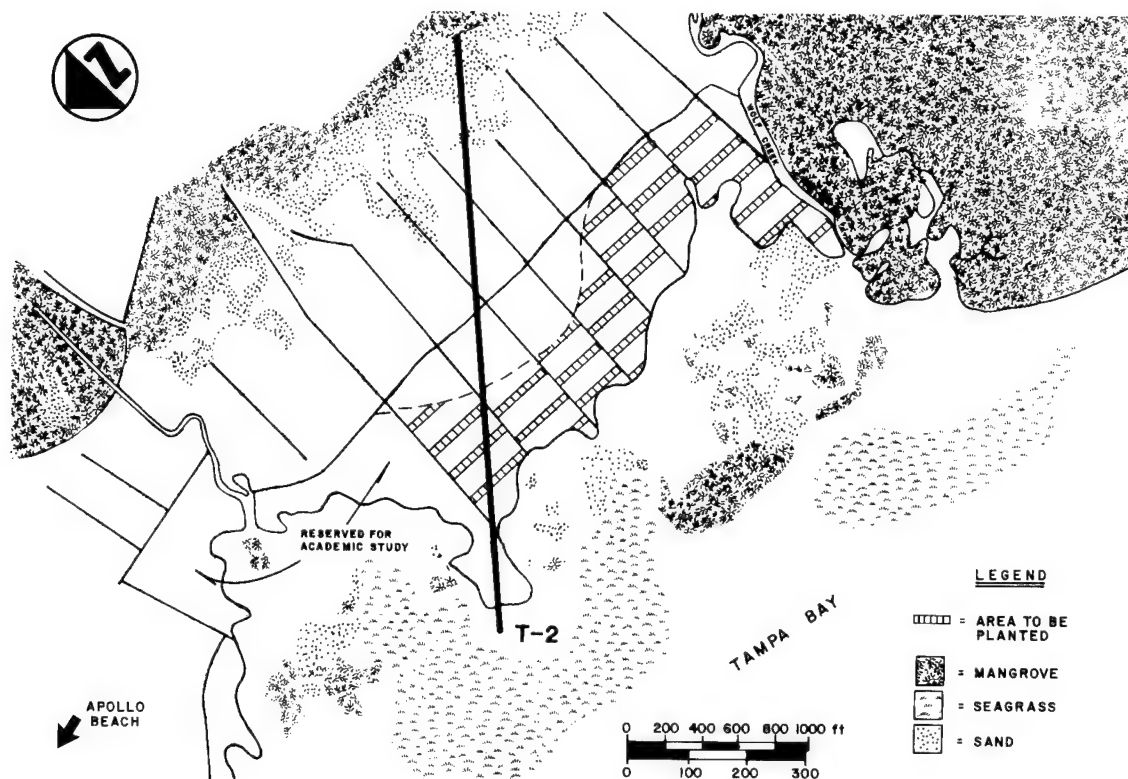 N
WOLF CREEK
RESERVED FOR
ACADEMIC STUDY
T-2
TAMPA BAY
APOLLO
BEACH
LEGEND
= AREA TO BE
PLANTED
= MANGROVE
= SEAGRASS
= SAND
0 200 400 600 800 1000 ft
0 100 200 300